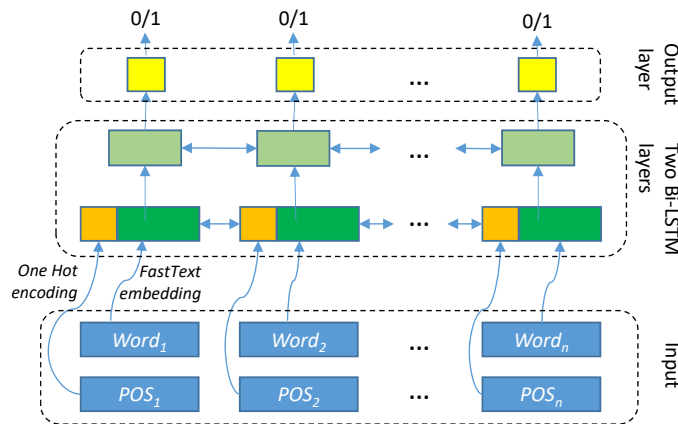 0/1 0/1 0/1
...
Output
layer
...
Two Bi-LSTM
layers
...
One Hot
encoding
FastText
embedding
Word1 Word2 ... Wordn
POS1 POS2 ... POSn
Input